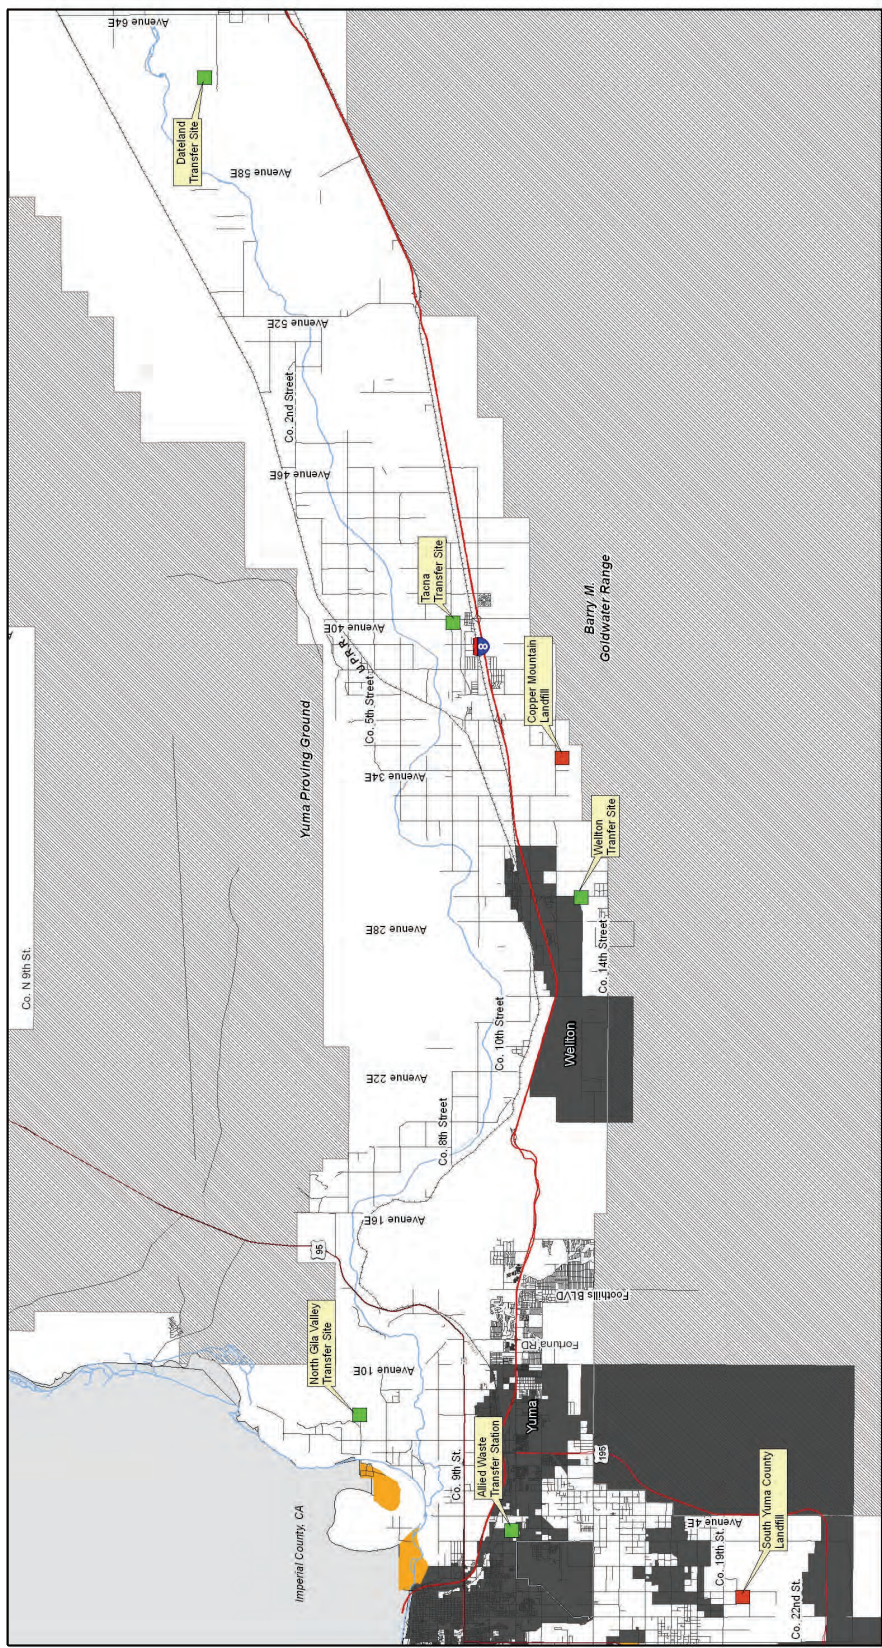 Avenue 64E
Dateland
Transfer Site
Avenue 58E
Avenue 52E
Co. 2nd Street
Avenue 46E
Tacna
Transfer Site
Avenue 40E
U.P.R.R.
8
Barry M.
Goldwater Range
Co. 5th Street
Copper Mountain
Landfill
Yuma Proving Ground
Avenue 34E
Wellton
Tranfer Site
Avenue 28E
Co. N 9th St.
Co. 14th Street
Co. 10th Street
Wellton
Avenue 22E
Co. 8th Street
Avenue 16E
95
Foothills BLVD
Fortuna RD
North Gila Valley
Transfer Site
Avenue 10E
Yuma
Allied Waste
Transfer Station
Co. 9th St.
195
Imperial County, CA
Avenue 4E
South Yuma County
Landfill
Co. 19th St.
Co. 22nd St.